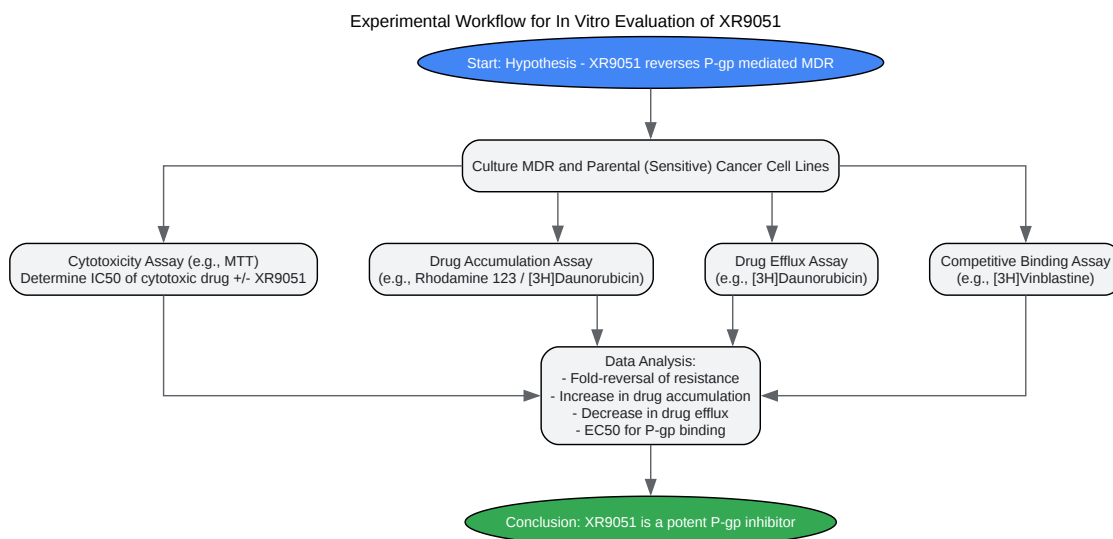 Experimental Workflow for In Vitro Evaluation of XR9051
Start: Hypothesis - XR9051 reverses P-gp mediated MDR
Culture MDR and Parental (Sensitive) Cancer Cell Lines
Cytotoxicity Assay (e.g., MTT)
Determine IC50 of cytotoxic drug +/- XR9051
Drug Accumulation Assay
(e.g., Rhodamine 123 / [3H]Daunorubicin)
Drug Efflux Assay
(e.g., [3H]Daunorubicin)
Competitive Binding Assay
(e.g., [3H]Vinblastine)
Data Analysis:
- Fold-reversal of resistance
- Increase in drug accumulation
- Decrease in drug efflux
- EC50 for P-gp binding
Conclusion: XR9051 is a potent P-gp inhibitor